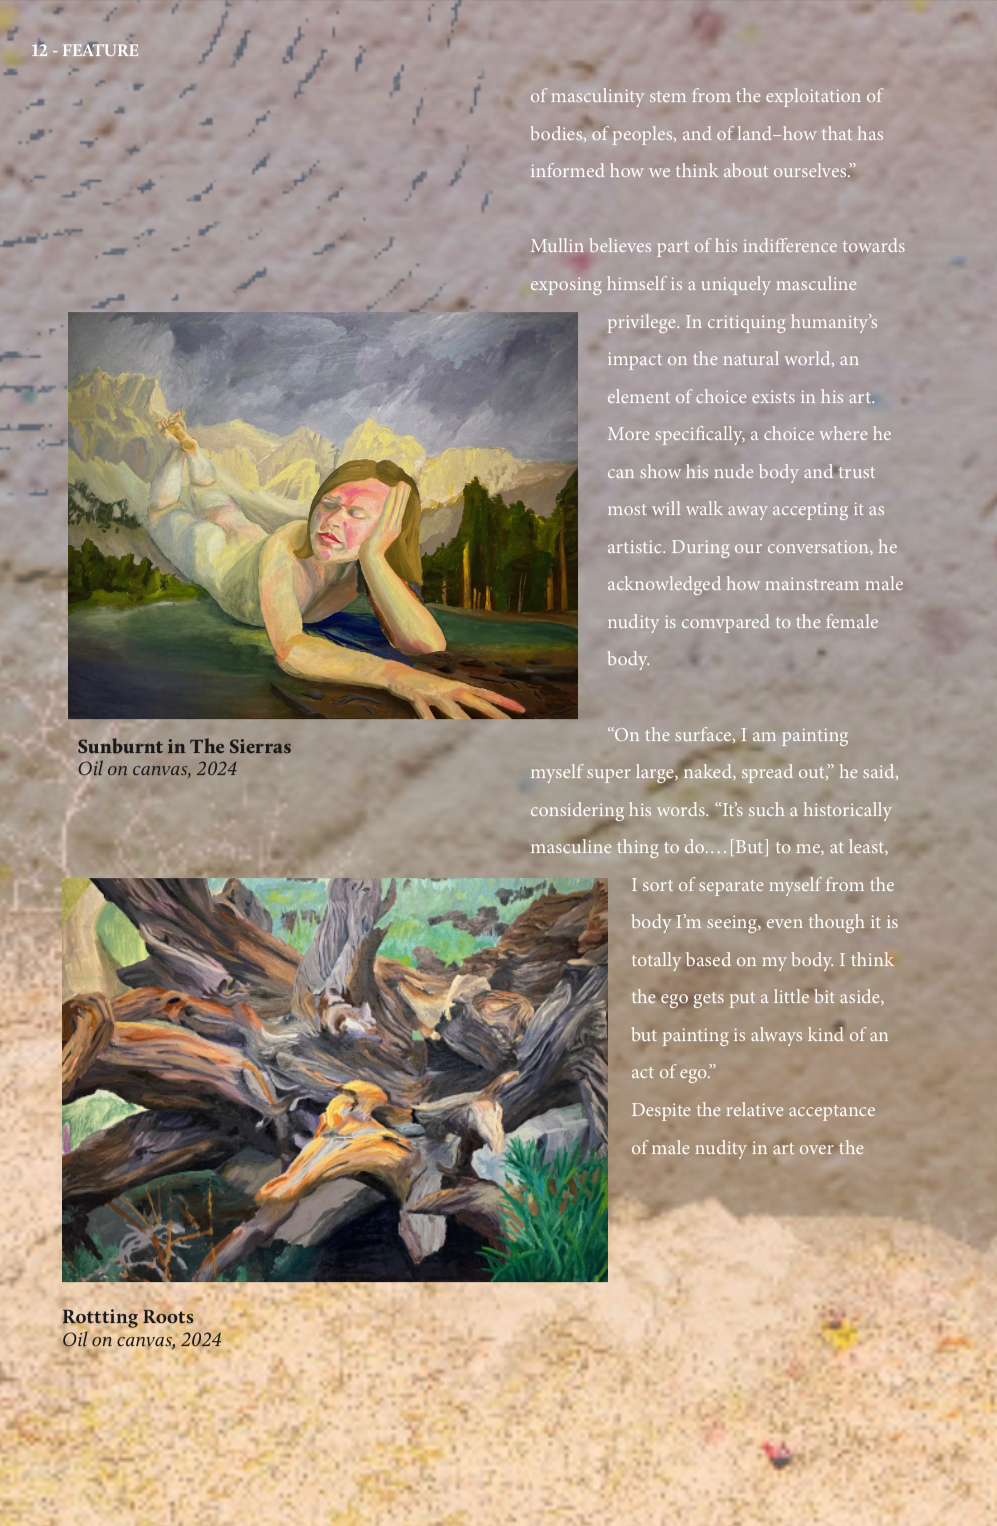 12 - FEATURE
of masculinity stem from the exploitation of
bodies, of peoples, and of land–how that has
informed how we think about ourselves.”
Mullin believes part of his indifference towards
exposing himself is a uniquely masculine
privilege. In critiquing humanity’s
impact on the natural world, an
element of choice exists in his art.
More specifically, a choice where he
can show his nude body and trust
most will walk away accepting it as
artistic. During our conversation, he
acknowledged how mainstream male
nudity is comvpared to the female
body.
“On the surface, I am painting
myself super large, naked, spread out,” he said,
considering his words. “It’s such a historically
masculine thing to do.…[But] to me, at least,
I sort of separate myself from the
body I’m seeing, even though it is
totally based on my body. I think
the ego gets put a little bit aside,
but painting is always kind of an
act of ego.”
Despite the relative acceptance
of male nudity in art over the
Sunburnt in The Sierras
Oil on canvas, 2024
Rottting Roots
Oil on canvas, 2024